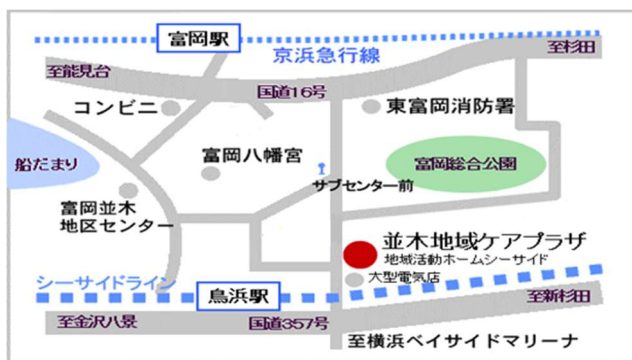 富岡駅
京浜急行線
至杉田
至能見台
国道16号
コンビニ
東富岡消防署
船だまり
富岡八幡宮
富岡総合公園
サブセンター前
富岡並木
地区センター
並木地域ケアプラザ
地域活動ホームシーサイド
大型電気店
シーサイドライン
鳥浜駅
至新杉田
至金沢八景
国道357号
至横浜ベイサイドマリーナ